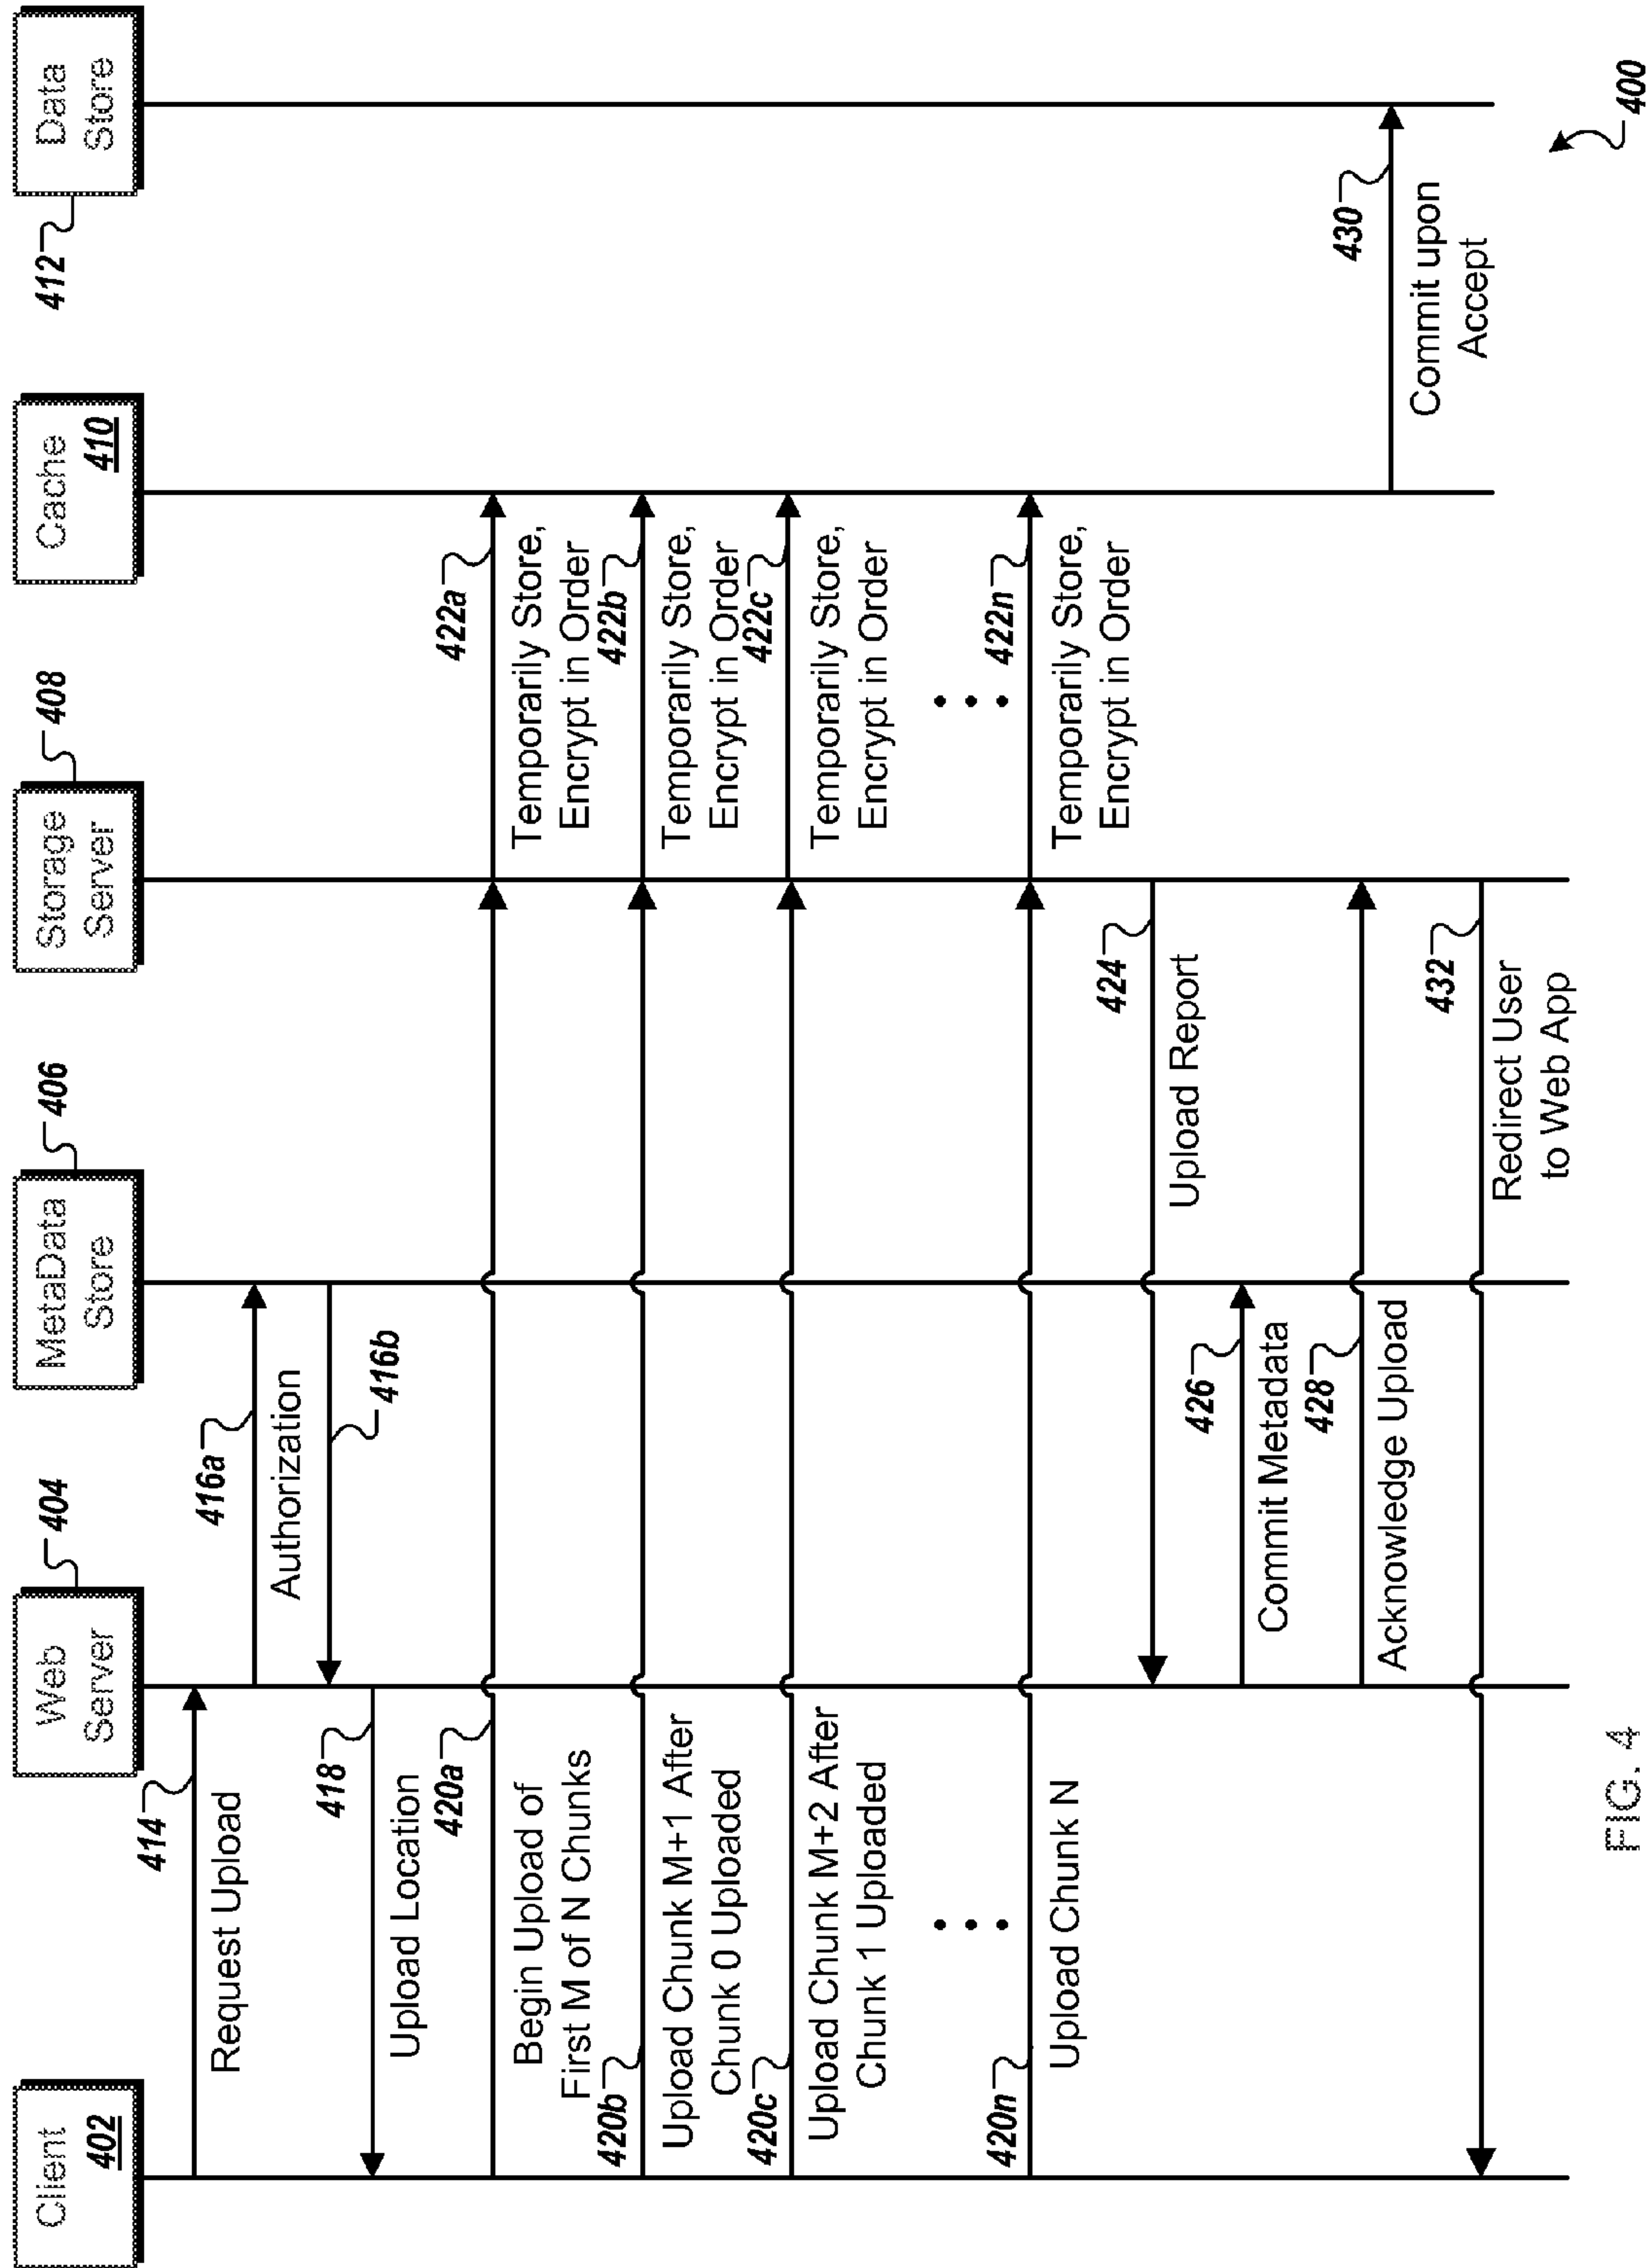 Client
402
Web
Server
404
MetaData
Store
406
Storage
Server
408
Cache
410
Data
Store
412
414
Request Upload
416a
Authorization
416b
418
Upload Location
420a
Begin Upload of
First M of N Chunks
422a
Temporarily Store,
Encrypt in Order
420b
Upload Chunk M+1 After
Chunk 0 Uploaded
422b
Temporarily Store,
Encrypt in Order
420c
Upload Chunk M+2 After
Chunk 1 Uploaded
422c
Temporarily Store,
Encrypt in Order
420n
Upload Chunk N
422n
Temporarily Store,
Encrypt in Order
424
Upload Report
426
Commit Metadata
428
Acknowledge Upload
430
Commit upon
Accept
432
Redirect User
to Web App
400
FIG. 4